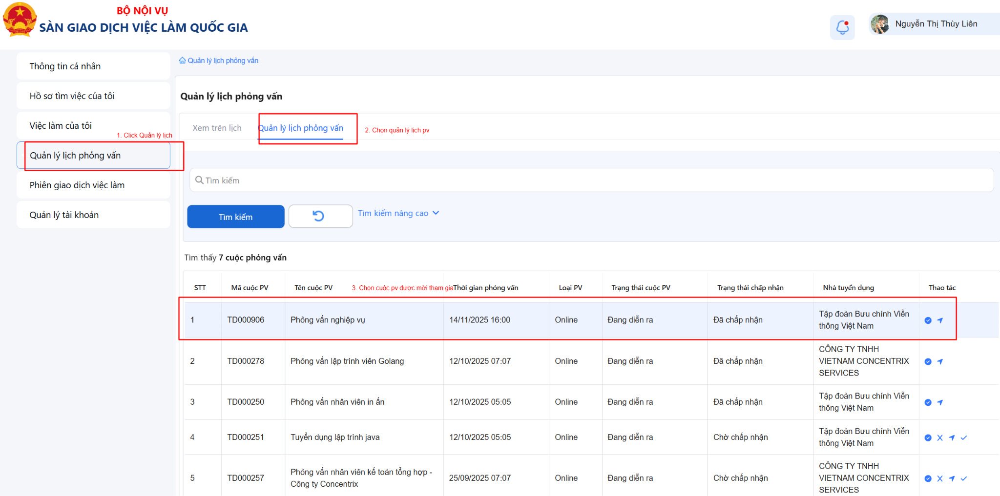 BỘ NỘI VỤ
SÀN GIAO DỊCH VIỆC LÀM QUỐC GIA
Nguyễn Thị Thùy Liên
Thông tin cá nhân
Hồ sơ tìm việc của tôi
Việc làm của tôi
1. Click Quản lý lịch
Quản lý lịch phỏng vấn
Phiên giao dịch việc làm
Quản lý tài khoản
Quản lý lịch phỏng vấn
Quản lý lịch phỏng vấn
Xem trên lịch
Quản lý lịch phỏng vấn
2. Chọn quản lý lịch pv
Tìm kiếm
Tìm kiếm
Tìm kiếm nâng cao
Tìm thấy 7 cuộc phỏng vấn
3. Chọn cuộc pv được mời tham gia
STT Mã cuộc PV Tên cuộc PV Thời gian phỏng vấn Loại PV Trạng thái cuộc PV Trạng thái chấp nhận Nhà tuyển dụng Thao tác
1 TD000906 Phỏng vấn nghiệp vụ 14/11/2025 16:00 Online Đang diễn ra Đã chấp nhận Tập đoàn Bưu chính Viễn
thông Việt Nam
2 TD000278 Phỏng vấn lập trình viên Golang 12/10/2025 07:07 Online Đang diễn ra Đã chấp nhận CÔNG TY TNHH
VIETNAM CONCENTRIX
SERVICES
3 TD000250 Phỏng vấn nhân viên in ấn 12/10/2025 05:05 Online Đang diễn ra Đã chấp nhận Tập đoàn Bưu chính Viễn
thông Việt Nam
4 TD000251 Tuyển dụng lập trình java 12/10/2025 05:05 Online Đang diễn ra Chờ chấp nhận Tập đoàn Bưu chính Viễn
thông Việt Nam
5 TD000257 Phỏng vấn nhân viên kế toán tổng hợp -
Công ty Concentrix 25/09/2025 07:07 Online Đang diễn ra Chờ chấp nhận CÔNG TY TNHH
VIETNAM CONCENTRIX
SERVICES